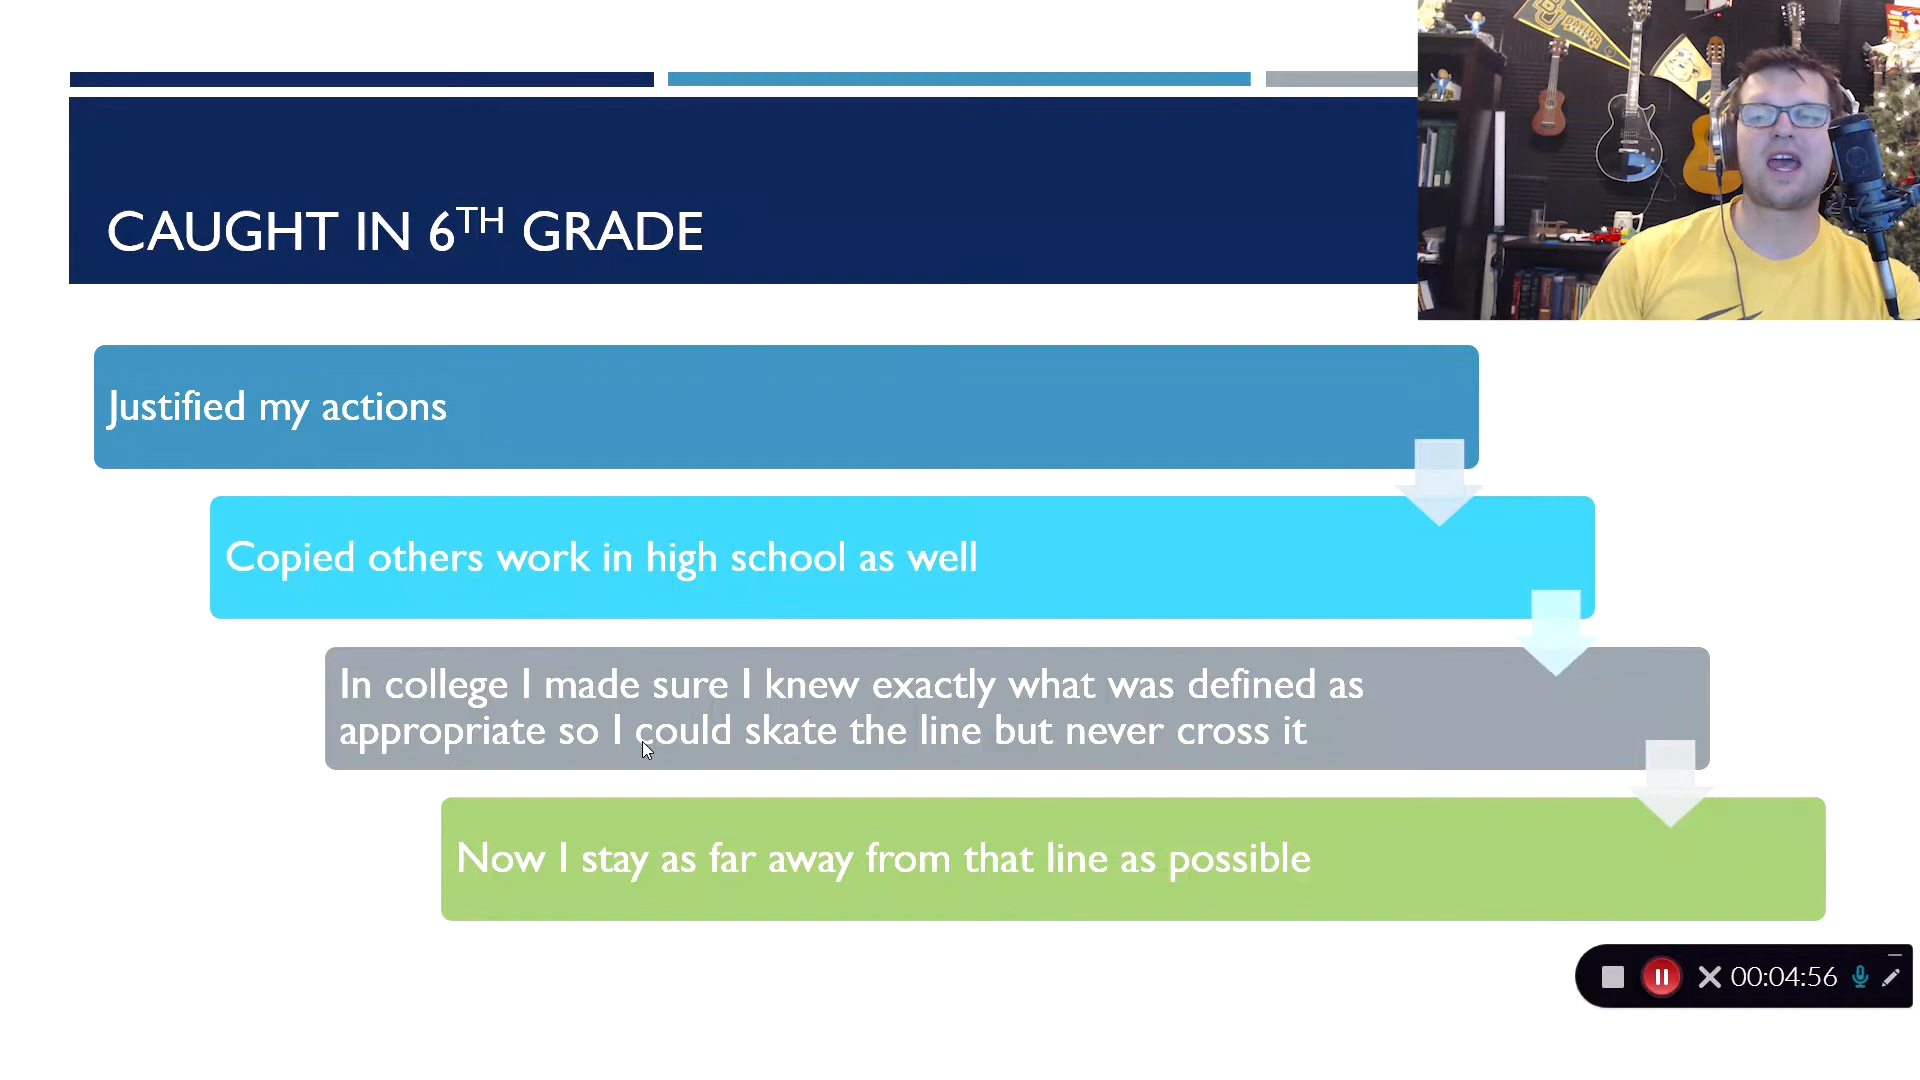 BU BAYLOR
CAUGHT IN 6TH GRADE
Justified my actions
Copied others work in high school as well
In college I made sure I knew exactly what was defined as
appropriate so I could skate the line but never cross it
Now I stay as far away from that line as possible
00:04:56